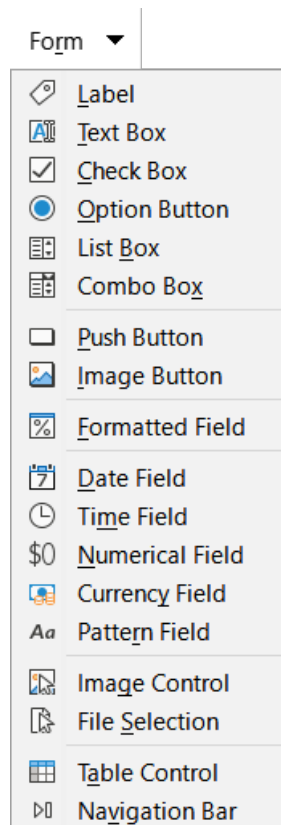 Form
Label
Text Box
Check Box
Option Button
List Box
Combo Box
Push Button
Image Button
Formatted Field
Date Field
Time Field
$0 Numerical Field
Currency Field
Aa Pattern Field
Image Control
File Selection
Table Control
Navigation Bar